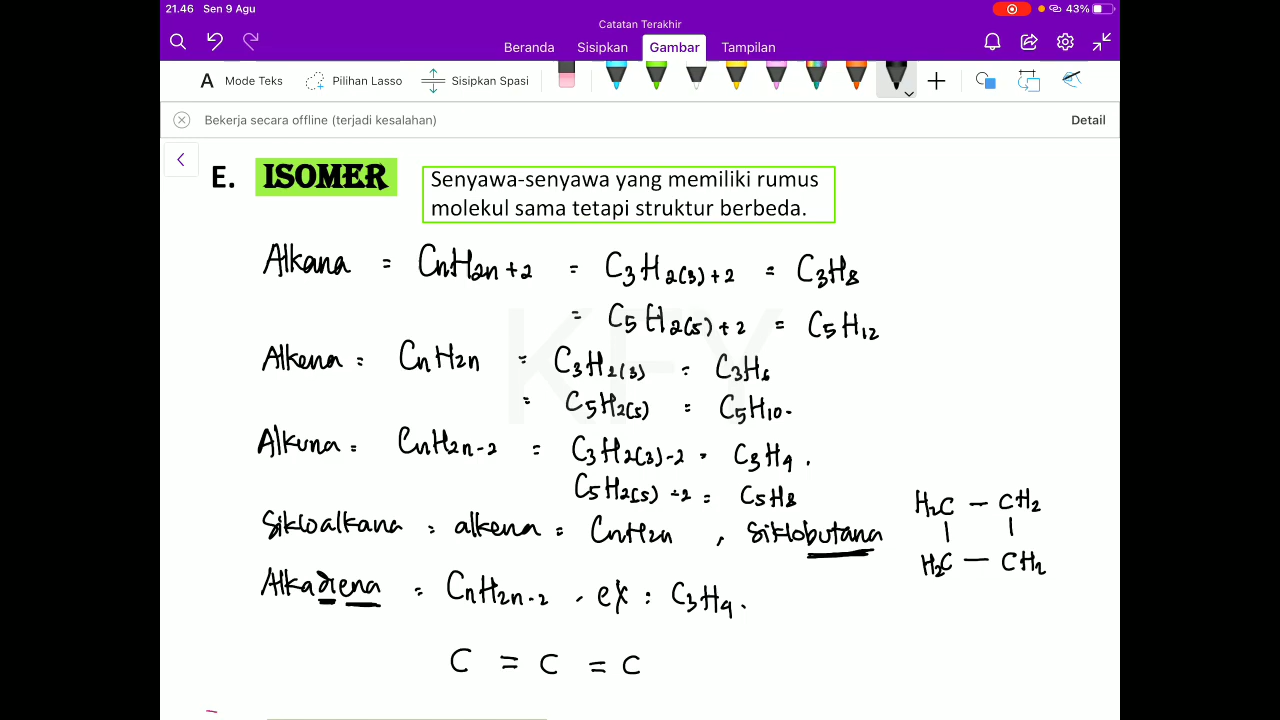 21.46 Sen 9 Agu
43%
Catatan Terakhir
Beranda Sisipkan Gambar Tampilan
A Mode Teks Pilihan Lasso Sisipkan Spasi
Bekerja secara offline (terjadi kesalahan) Detail
E. ISOMER
Senyawa-senyawa yang memiliki rumus
molekul sama tetapi struktur berbeda.
Alkana = CnH2n+2 = C3H2(3)+2 = C3H8
= C5H2(5)+2 = C5H12
Alkena = CnH2n = C3H2(3) = C3H6
= C5H2(5) = C5H10.
Alkuna = CnH2n-2 = C3H2(3)-2 = C3H4.
C5H2(5)-2 = C5H8
Sikloalkana = alkena = CnH2n, Siklobutana
H2C - CH2
| |
H2C - CH2
Alkadiena = CnH2n-2. ex: C3H4.
C = C = C
KEY